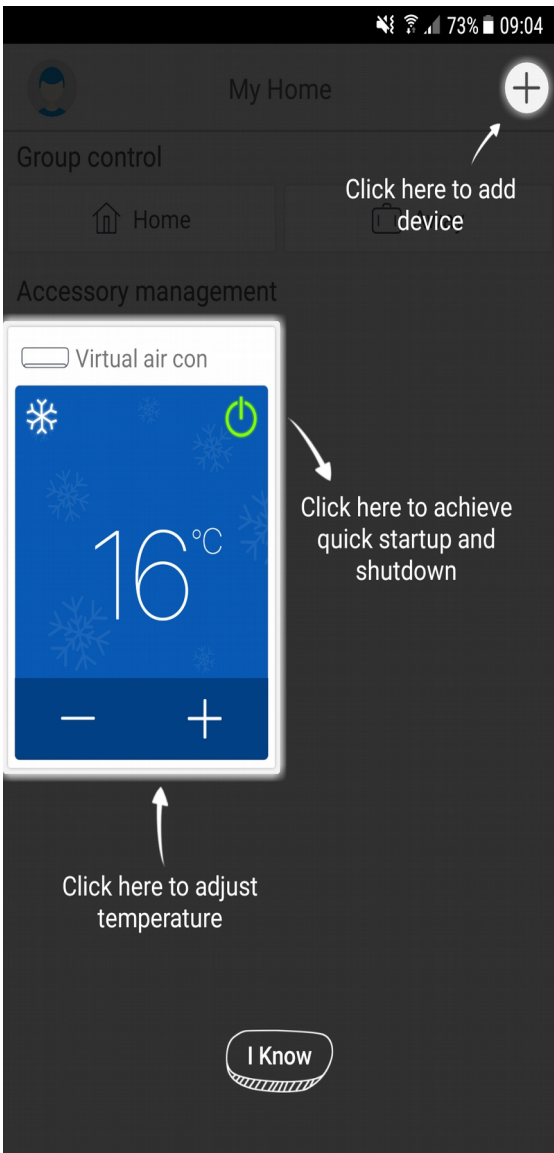 73% 09:04
My Home
Group control
Click here to add
device
Home
Accessory management
Virtual air con
16°C
Click here to achieve
quick startup and
shutdown
Click here to adjust
temperature
I Know